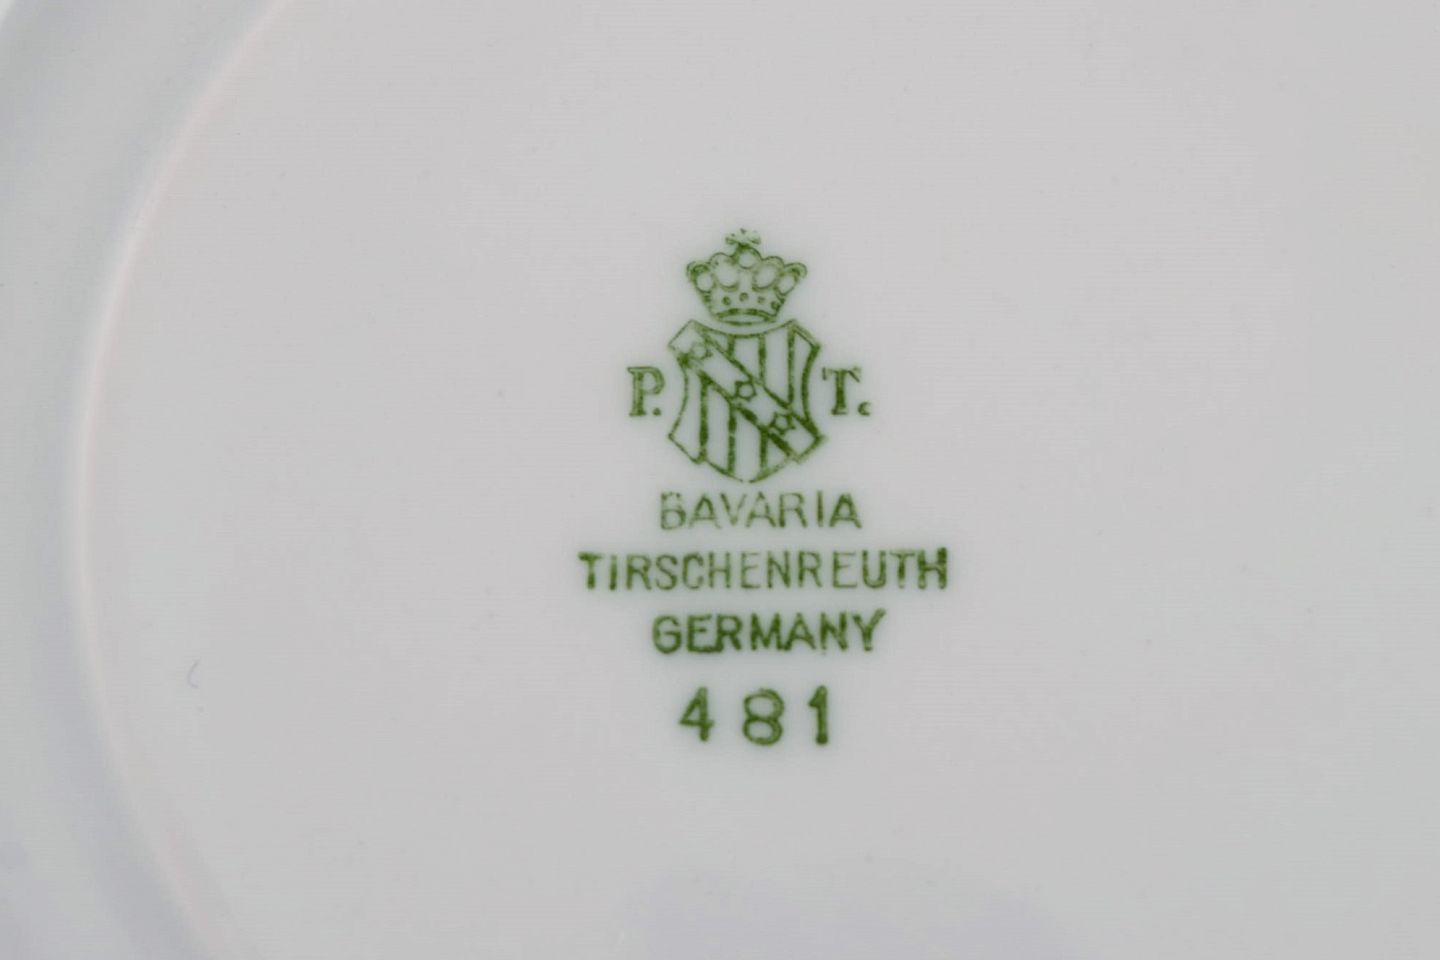 P. T.
BAVARIA
TIRSCHENREUTH
GERMANY
481